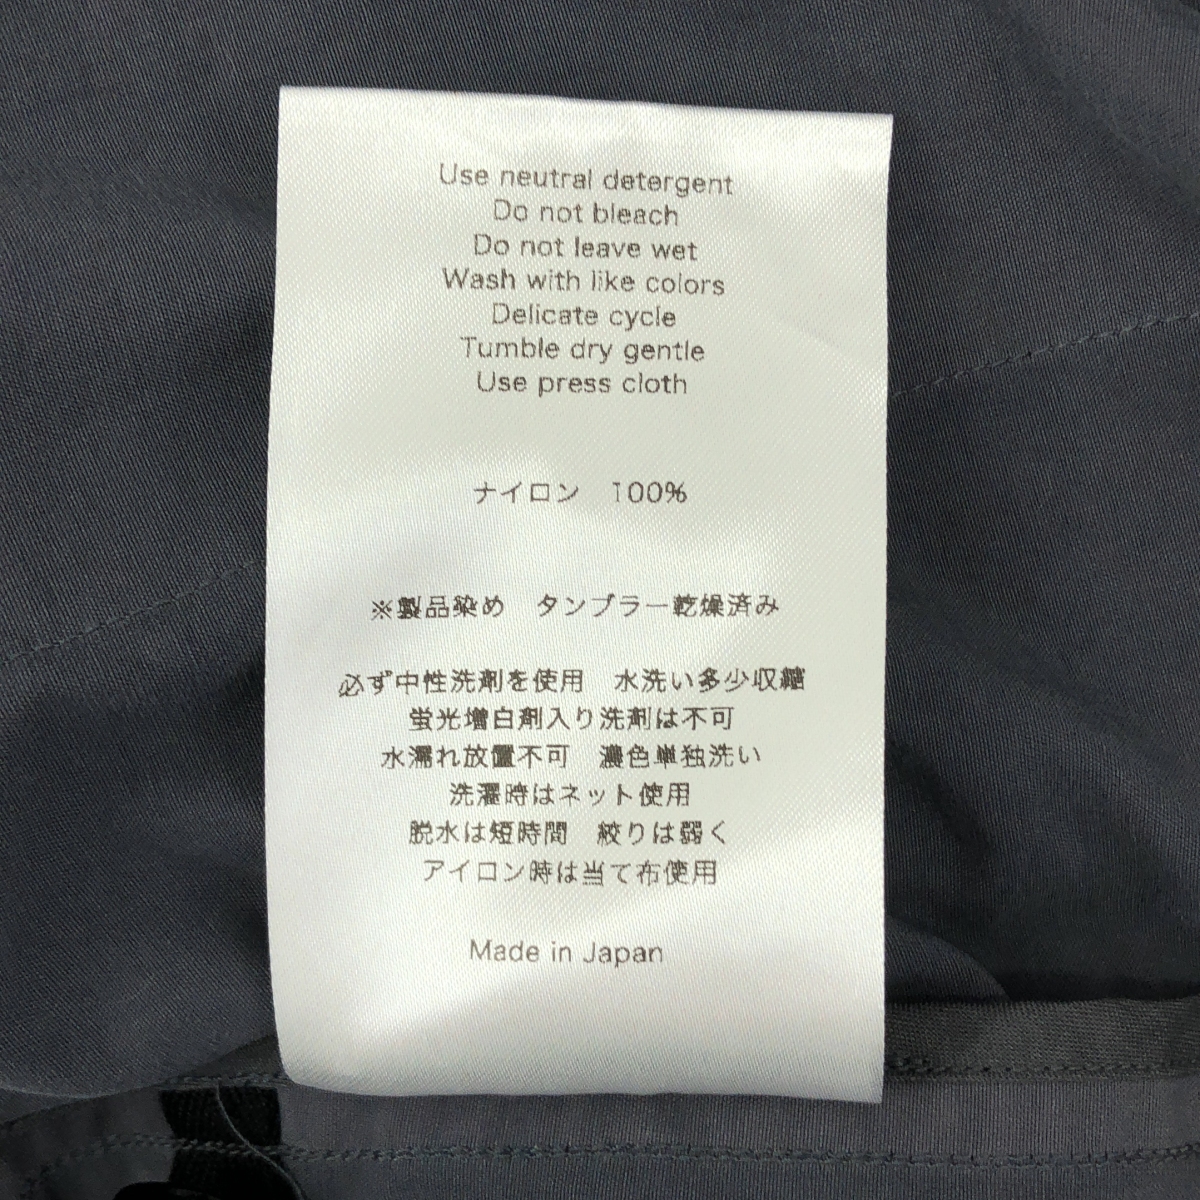 Use neutral detergent
Do not bleach
Do not leave wet
Wash with like colors
Delicate cycle
Tumble dry gentle
Use press cloth
ナイロン　100%
※製品染め　タンブラー乾燥済み
必ず中性洗剤を使用　水洗い多少収縮
蛍光増白剤入り洗剤は不可
水濡れ放置不可　濃色単独洗い
洗濯時はネット使用
脱水は短時間　絞りは弱く
アイロン時は当て布使用
Made in Japan